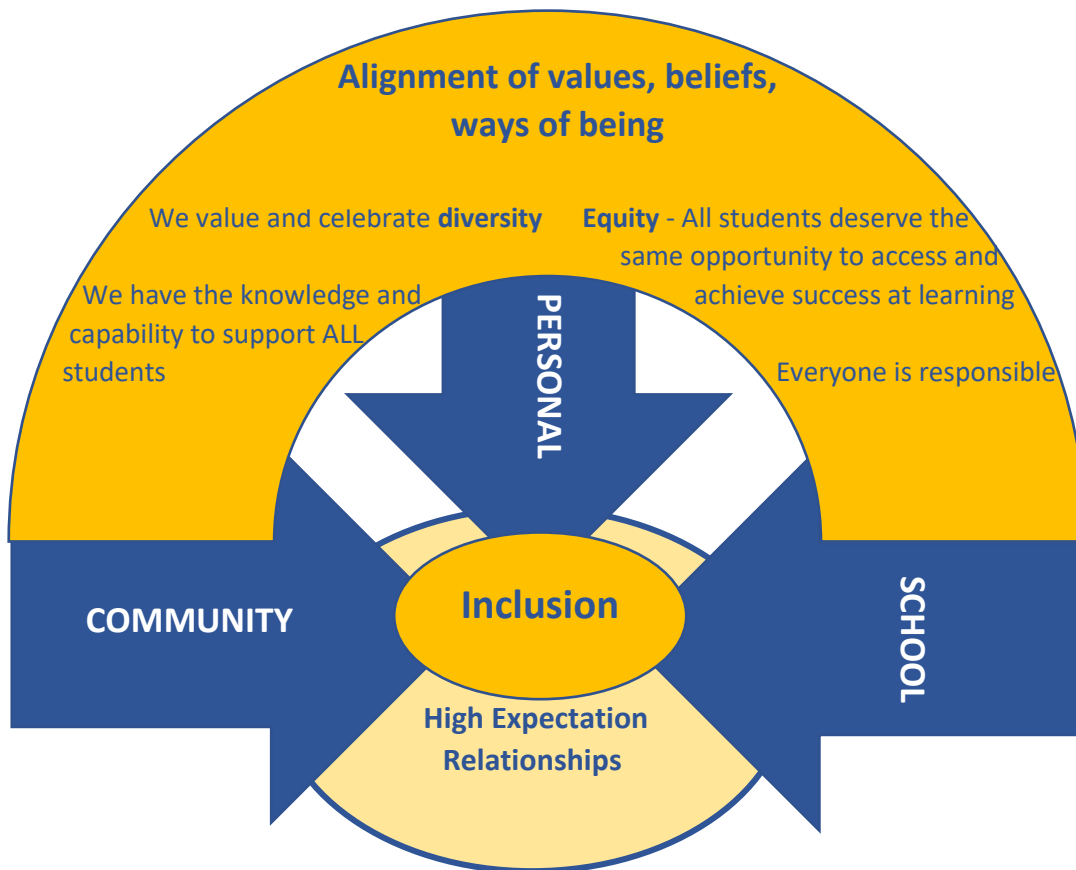 Alignment of values, beliefs,
ways of being
We value and celebrate diversity
Equity - All students deserve the
same opportunity to access and
achieve success at learning
We have the knowledge and
capability to support ALL
students
Everyone is responsible
PERSONAL
COMMUNITY
Inclusion
SCHOOL
High Expectation
Relationships